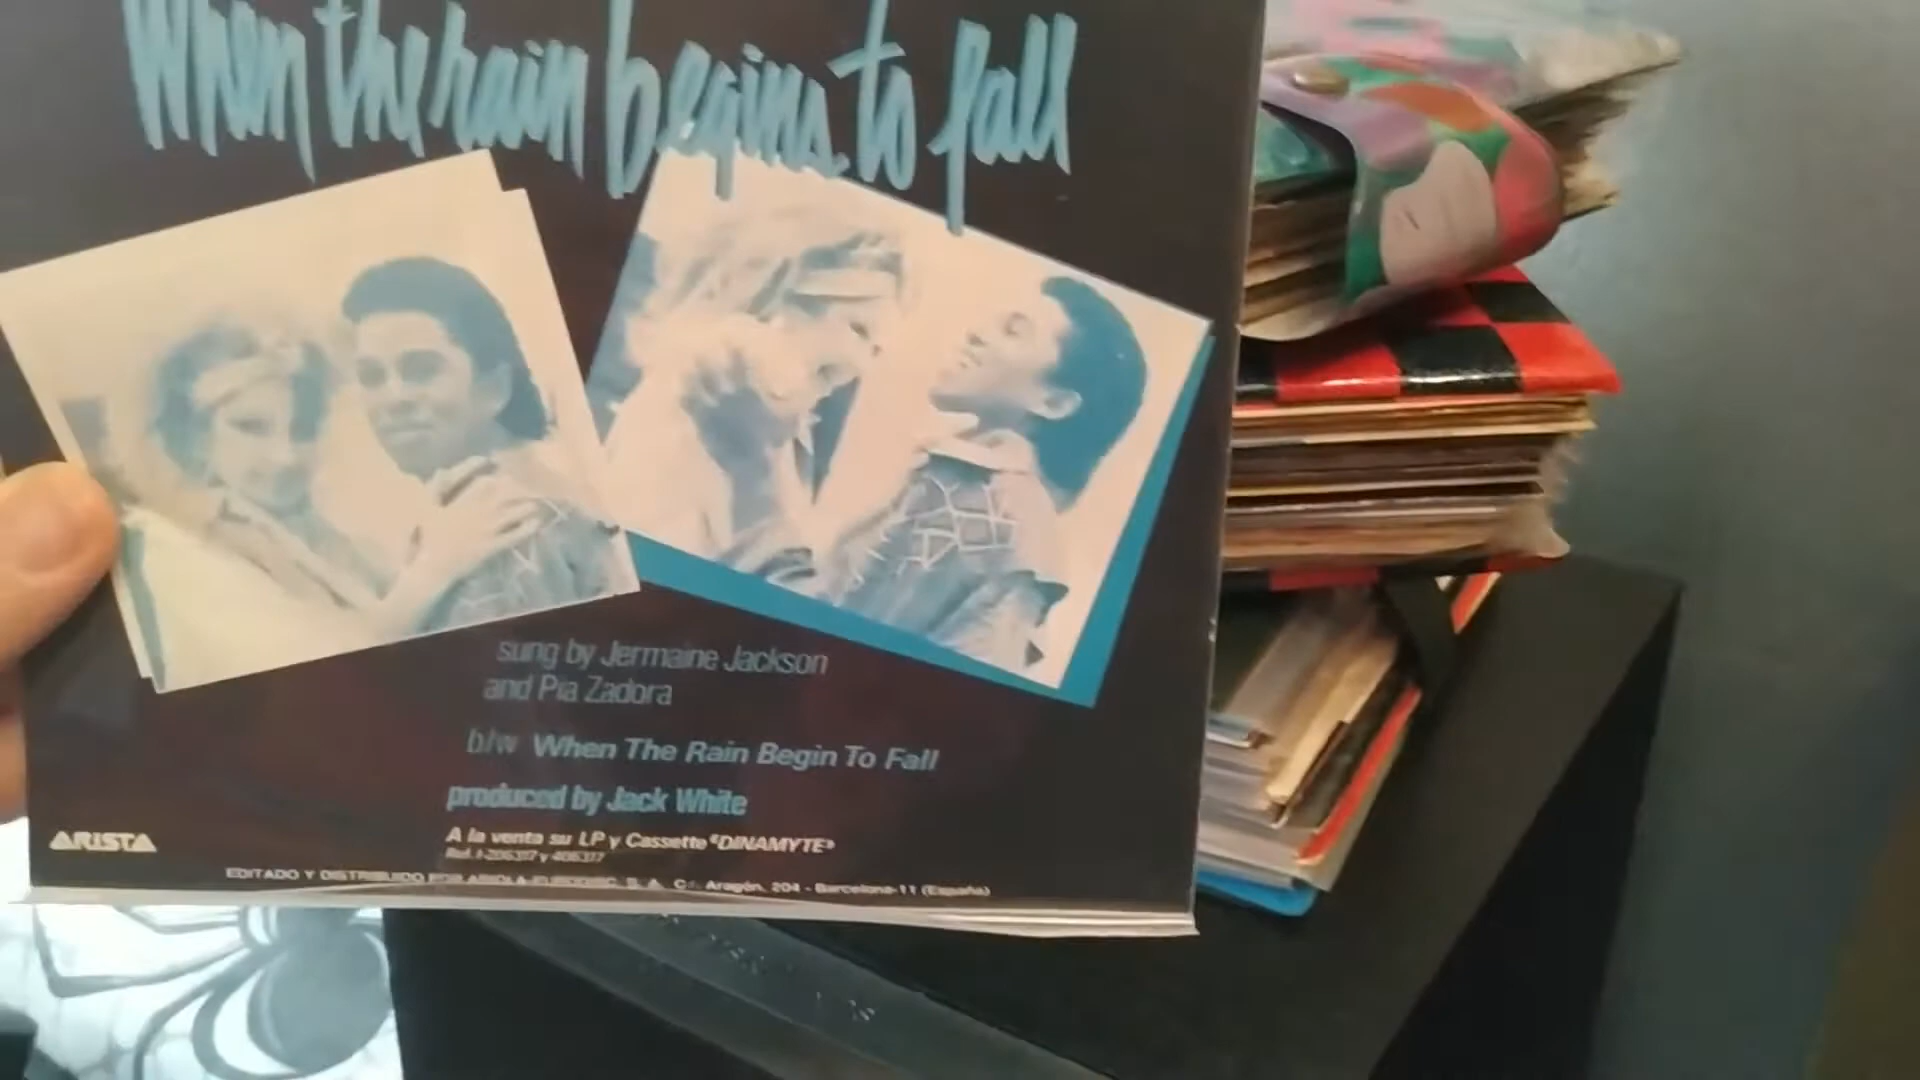 When the rain begins to fall
sung by Jermaine Jackson
and Pia Zadora
b/w When The Rain Begin To Fall
produced by Jack White
A la venta su LP y Cassette "DINAMYTE"
Ref. I-206317 y 406317
ARISTA
EDITADO Y DISTRIBUIDO POR ARIOLA-EURODISC, S. A. C/. Aragón, 204 - Barcelona-11 (España)